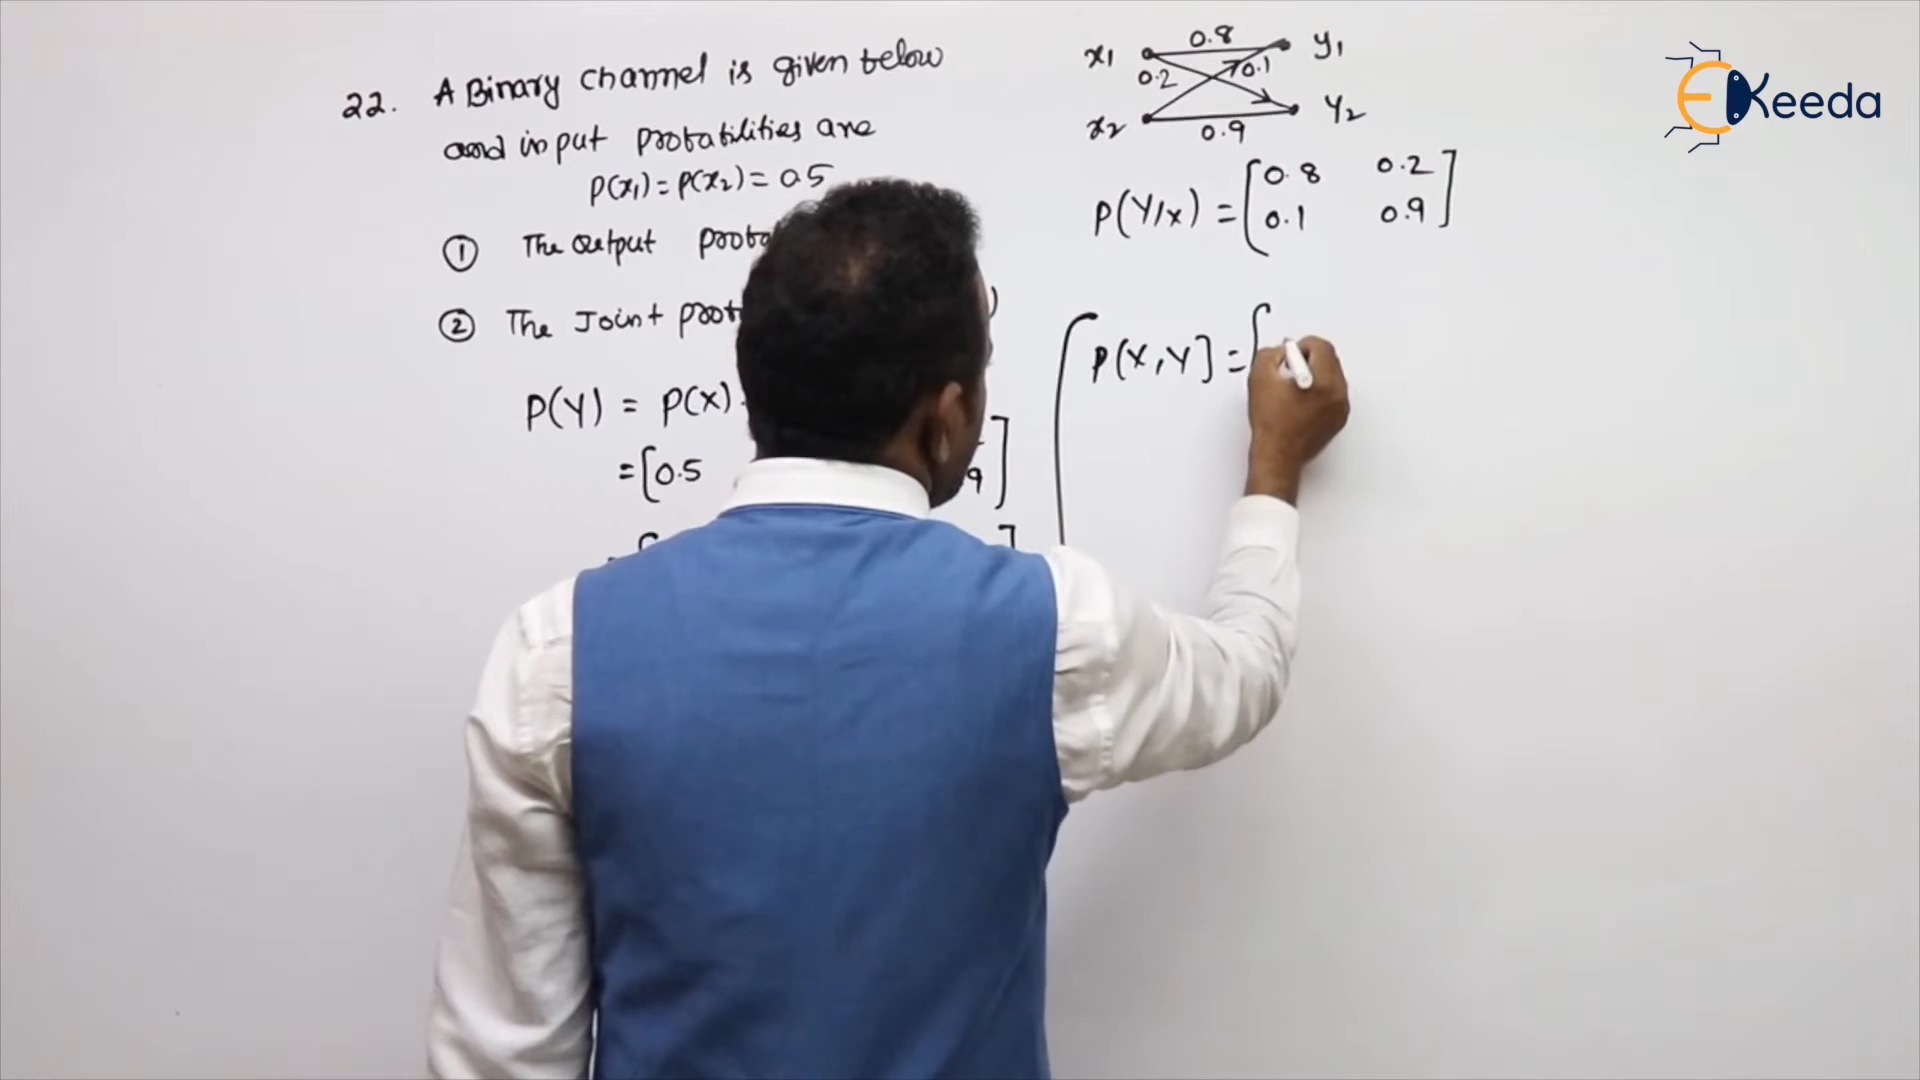 22. A Binary channel is given below
and input probabilities are
P(x1) = P(x2) = 0.5
① The output
② The Joint
P(Y) = P(X) ·
= [0.5 9]
x1 0.8 y1
0.2 0.1
x2 0.9 y2
P(Y/X) = [0.8 0.2
0.1 0.9]
P(X,Y] = [
EKeeda